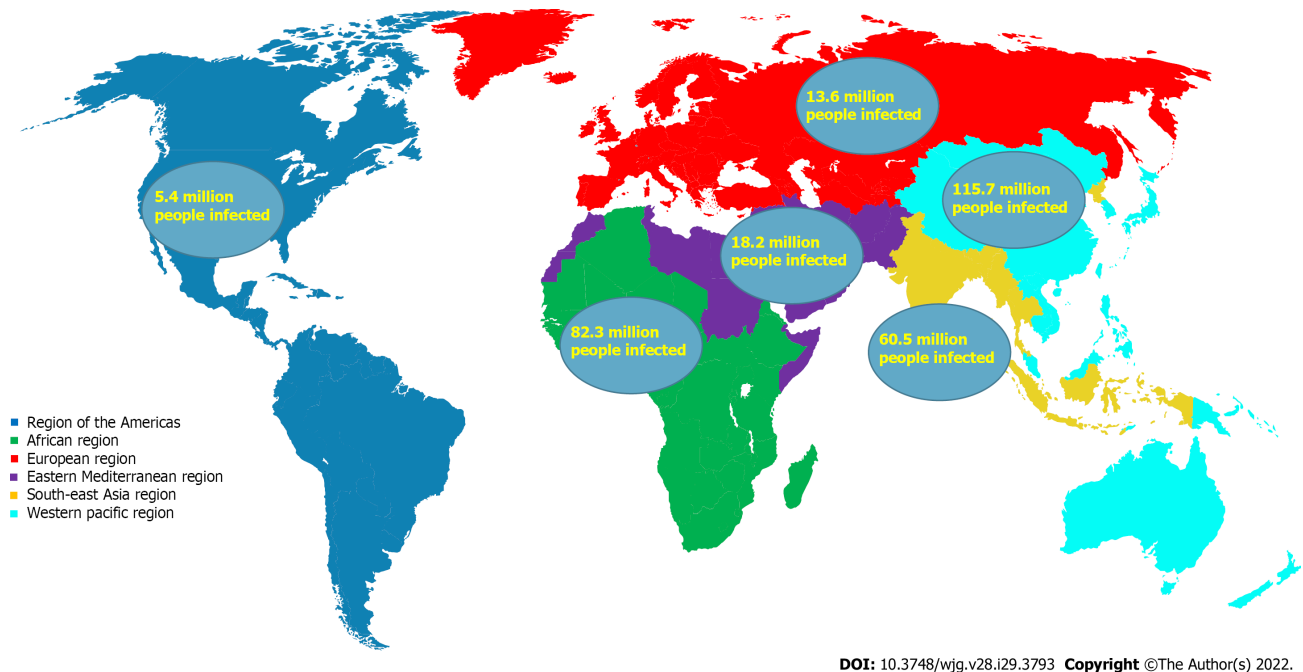 13.6 million
people infected
5.4 million
people infected
115.7 million
people infected
18.2 million
people infected
82.3 million
people infected
60.5 million
people infected
Region of the Americas
African region
European region
Eastern Mediterranean region
South-east Asia region
Western pacific region
DOI: 10.3748/wjg.v28.i29.3793 Copyright ©The Author(s) 2022.